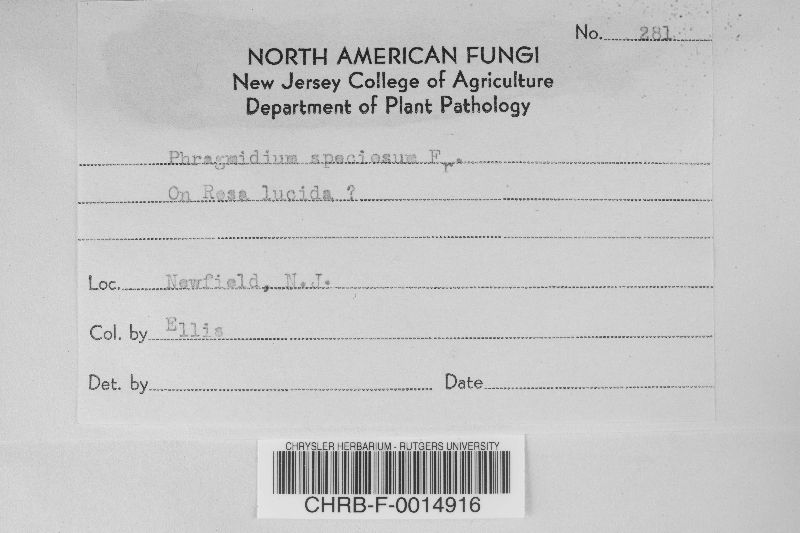 No. 281
NORTH AMERICAN FUNGI
New Jersey College of Agriculture
Department of Plant Pathology
Phragmidium speciosum Fr.
On Rosa lucida ?
Loc. Newfield, N.J.
Col. by Ellis
Det. by Date
CHRYSLER HERBARIUM - RUTGERS UNIVERSITY
CHRB-F-0014916